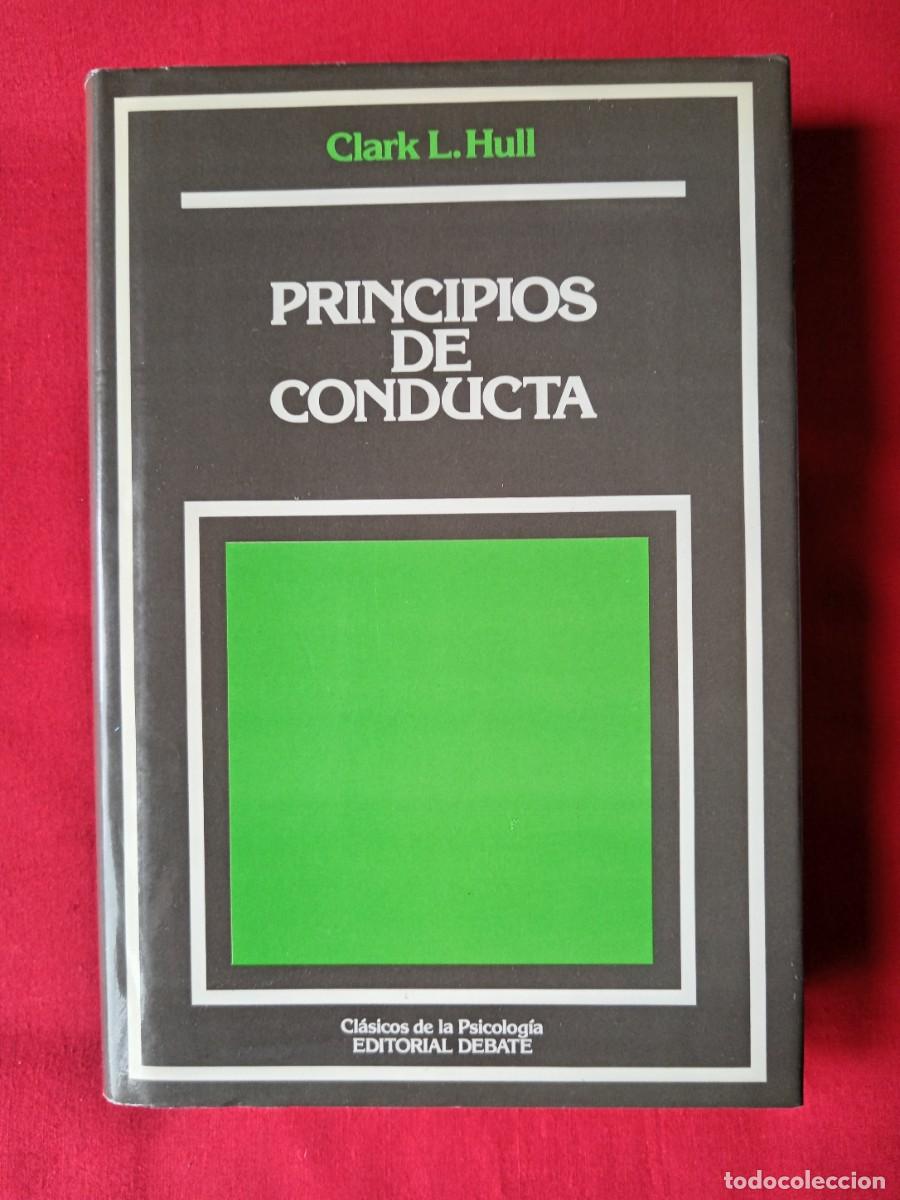 Clark L. Hull
PRINCIPIOS
DE
CONDUCTA
Clásicos de la Psicología
EDITORIAL DEBATE
todocoleccion